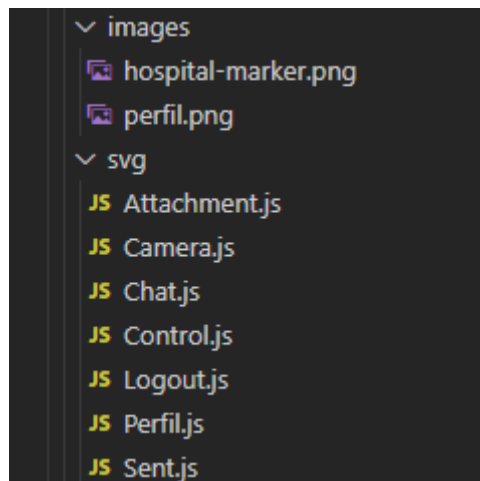 images
hospital-marker.png
perfil.png
svg
JS Attachment.js
JS Camera.js
JS Chat.js
JS Control.js
JS Logout.js
JS Perfil.js
JS Sent.js